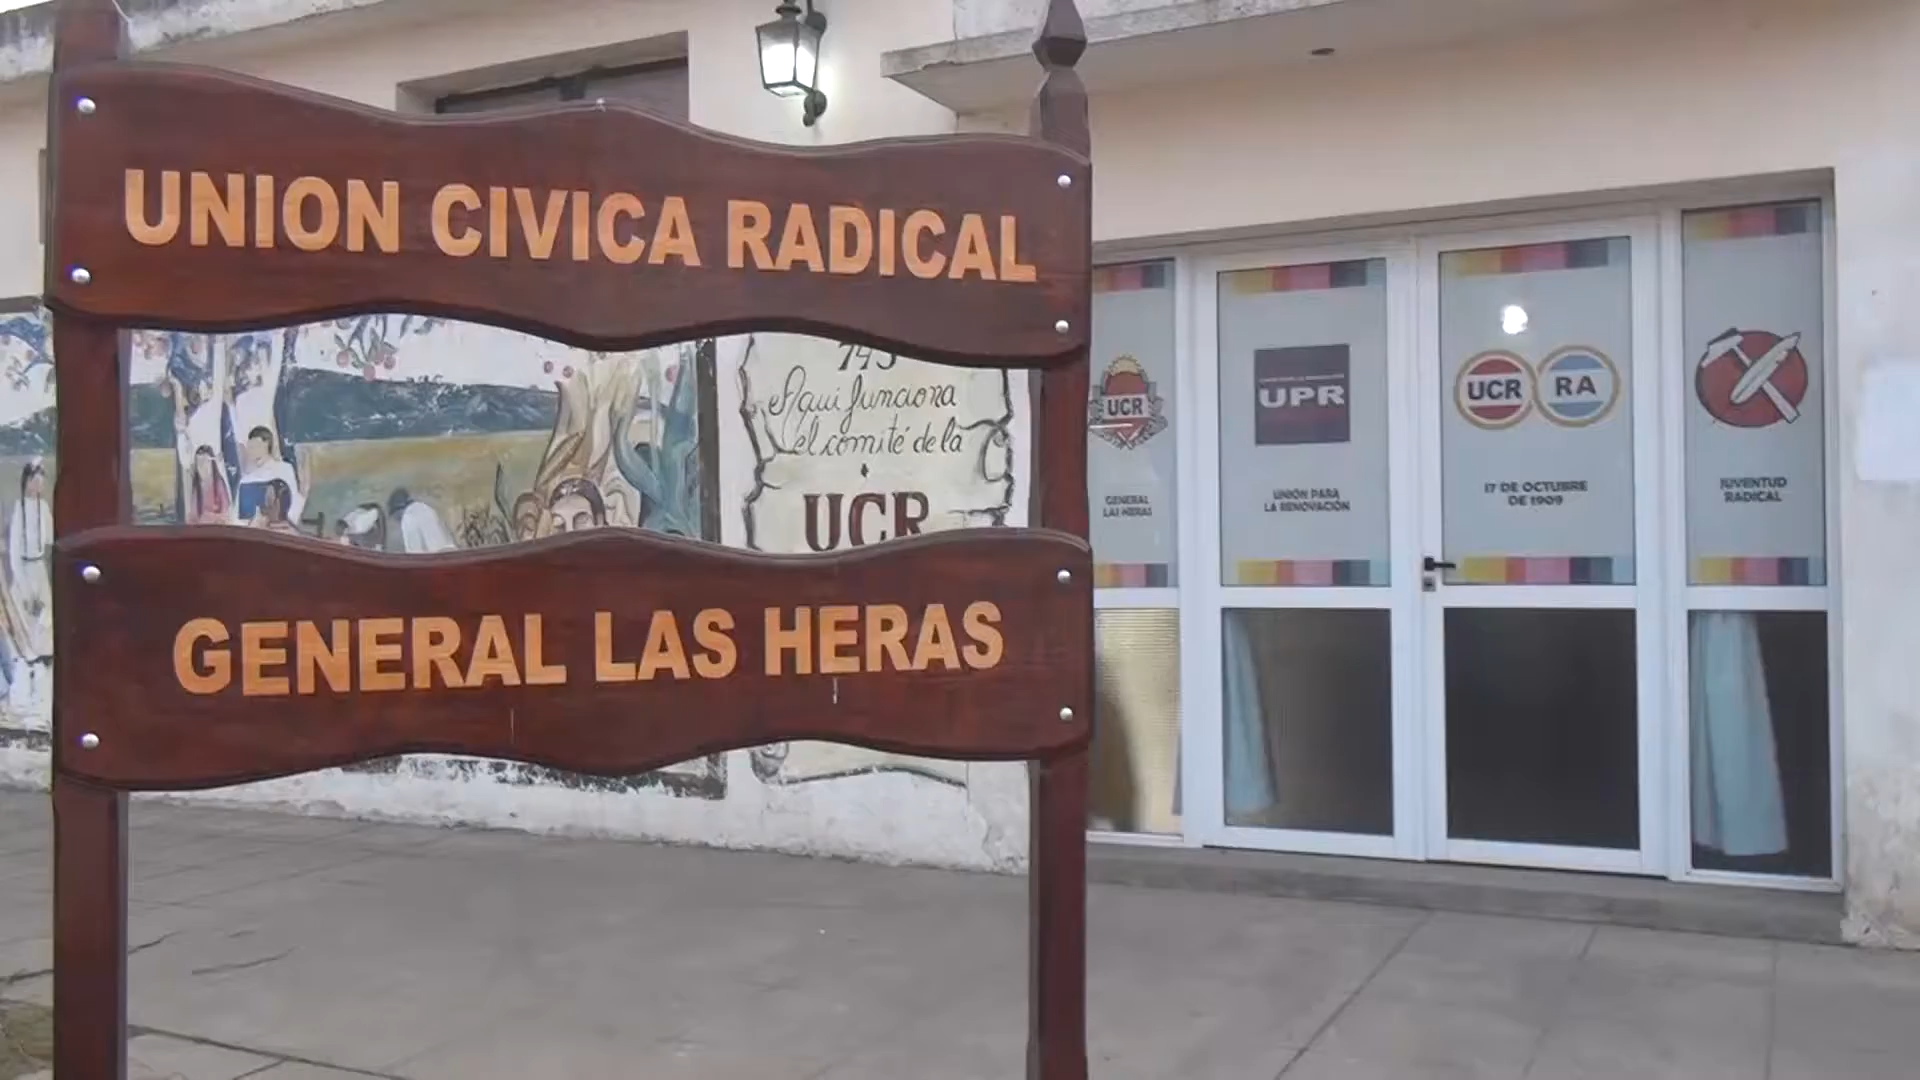 UNION CIVICA RADICAL
745
Aqui funciona
el comité de la
UCR
GENERAL LAS HERAS
UCR
GENERAL
LAS HERAS
UPR
UNIÓN PARA
LA RENOVACIÓN
UCR RA
17 DE OCTUBRE
DE 1909
JUVENTUD
RADICAL